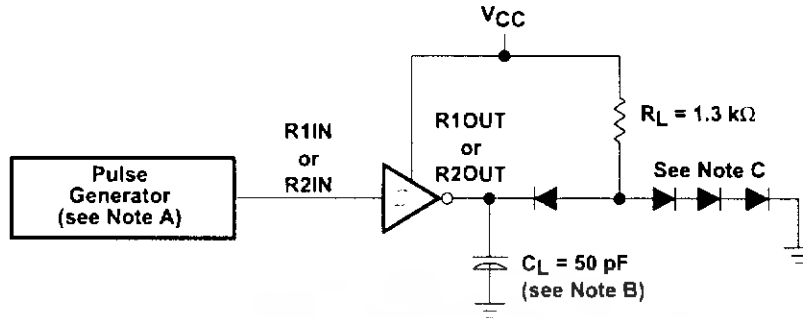 VCC
R1IN
or
R2IN
R1OUT
or
R2OUT
RL = 1.3 kΩ
Pulse
Generator
(see Note A)
See Note C
CL = 50 pF
(see Note B)